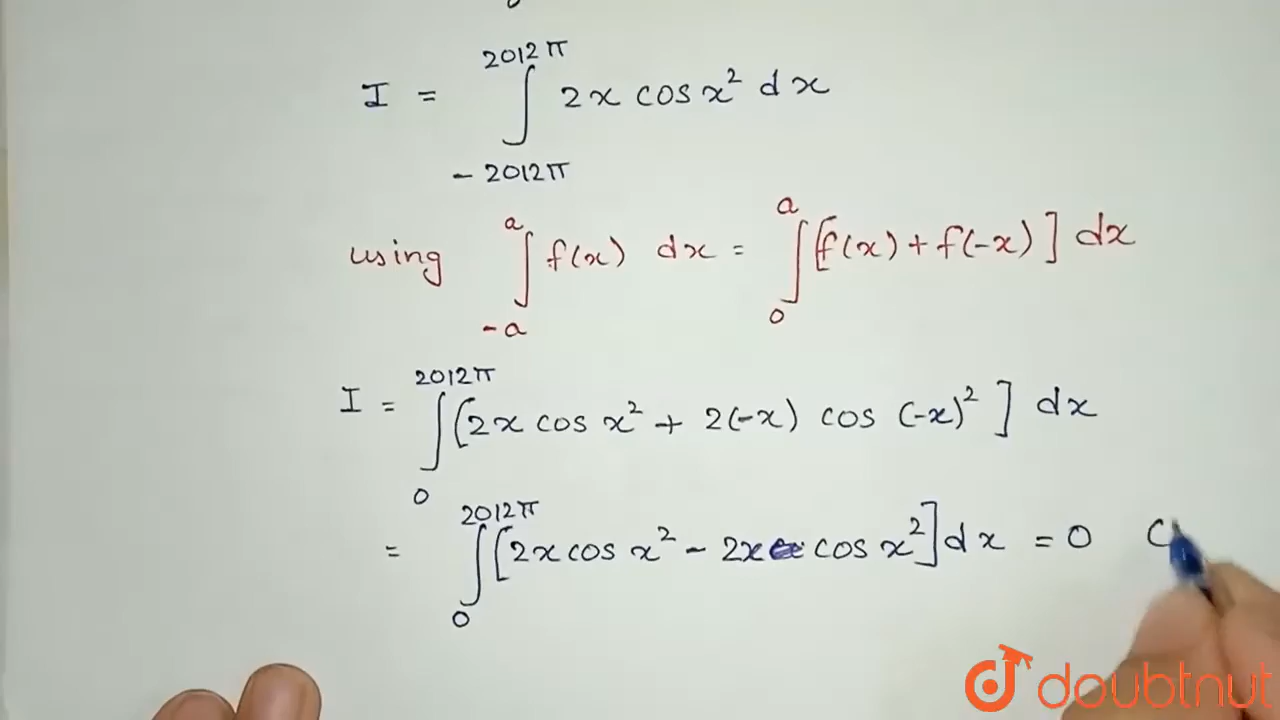 I = ∫_{-2012π}^{2012π} 2x cos x² dx
using ∫_{-a}^{a} f(x) dx = ∫_{0}^{a} [f(x) + f(-x)] dx
I = ∫_{0}^{2012π} [2x cos x² + 2(-x) cos (-x)²] dx
= ∫_{0}^{2012π} [2x cos x² - 2x cos x²] dx = 0 C
doubtnut